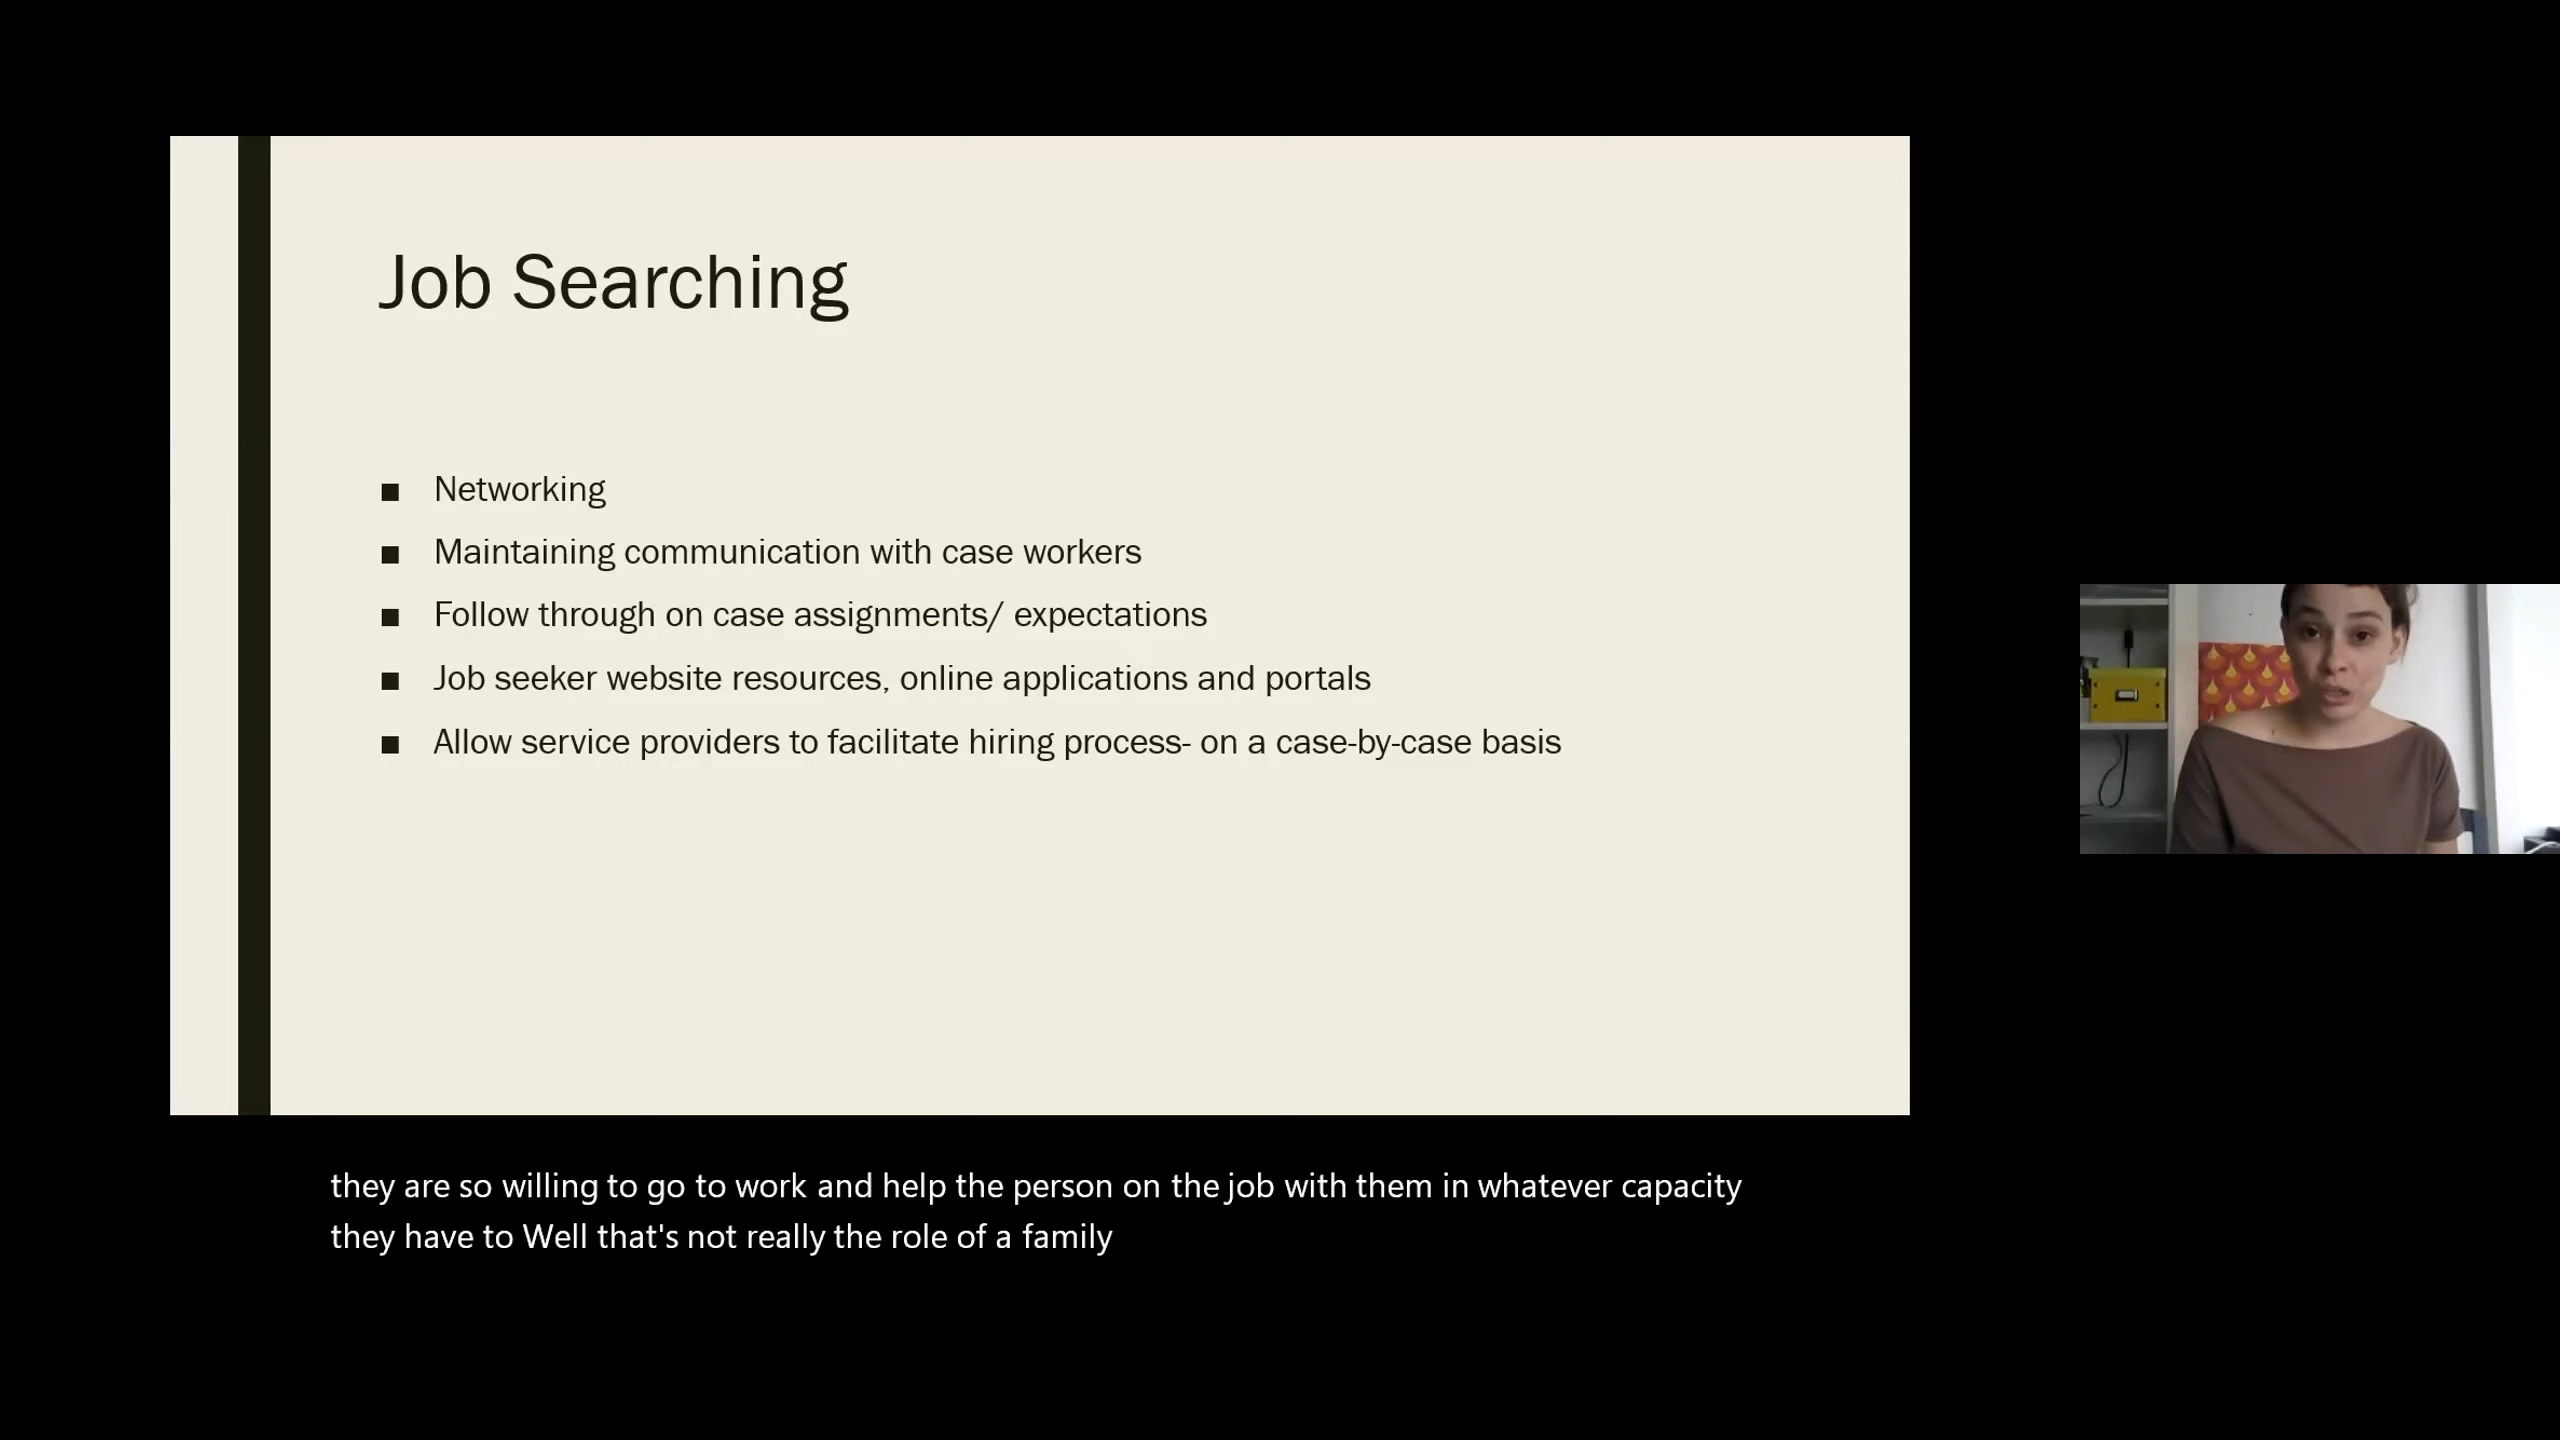 Job Searching
Networking
Maintaining communication with case workers
Follow through on case assignments/ expectations
Job seeker website resources, online applications and portals
Allow service providers to facilitate hiring process- on a case-by-case basis
they are so willing to go to work and help the person on the job with them in whatever capacity
they have to Well that's not really the role of a family